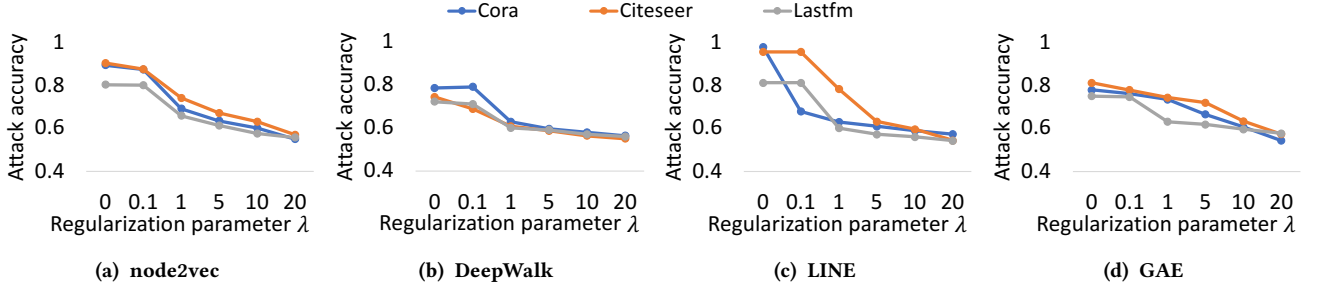 Cora Citeseer Lastfm
Attack accuracy
1
0.8
0.6
0.4
0 0.1 1 5 10 20
Regularization parameter λ
(a) node2vec
Attack accuracy
1
0.8
0.6
0.4
0 0.1 1 5 10 20
Regularization parameter λ
(b) DeepWalk
Attack accuracy
1
0.8
0.6
0.4
0 0.1 1 5 10 20
Regularization parameter λ
(c) LINE
Attack accuracy
1
0.8
0.6
0.4
0 0.1 1 5 10 20
Regularization parameter λ
(d) GAE